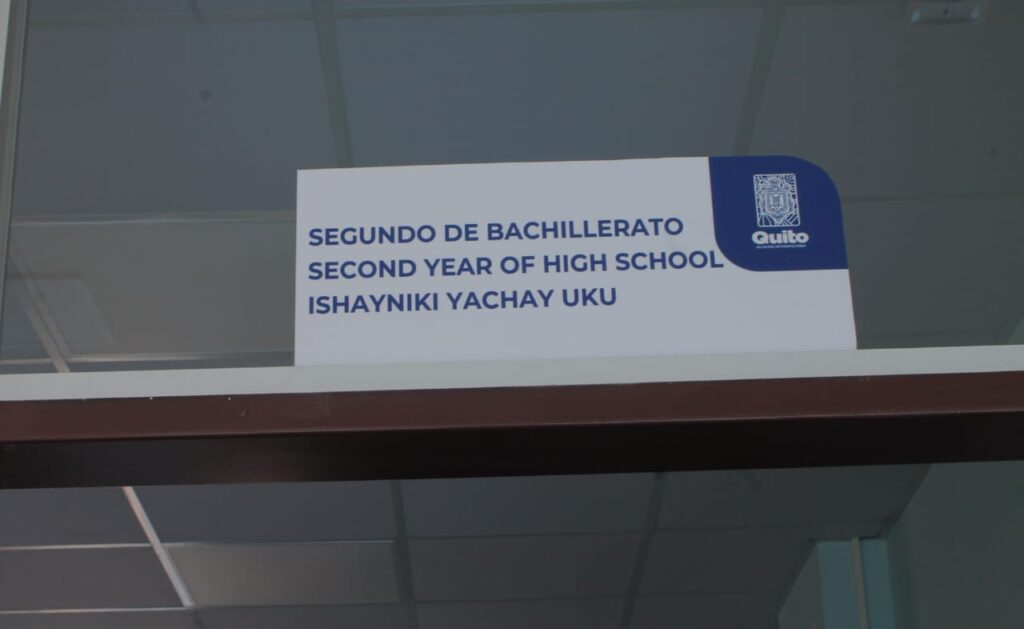 SEGUNDO DE BACHILLERATO
SECOND YEAR OF HIGH SCHOOL
ISHAYNIKI YACHAY UKU
Quito